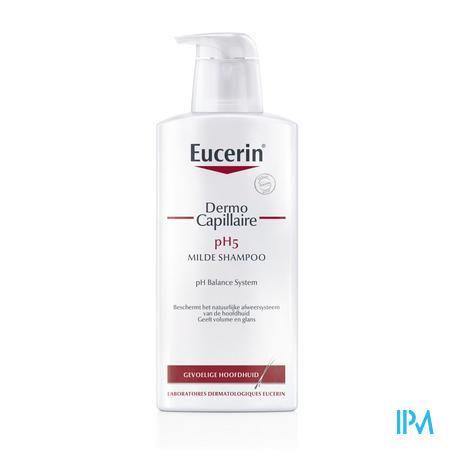 Eucerin®
Dermo
Capillaire
pH5
MILDE SHAMPOO
pH Balance System
Beschermt het natuurlijke afweersysteem
van de hoofdhuid
Geeft volume en glans
GEVOELIGE HOOFDHUID
LABORATOIRES DERMATOLOGIQUES EUCERIN
IPM